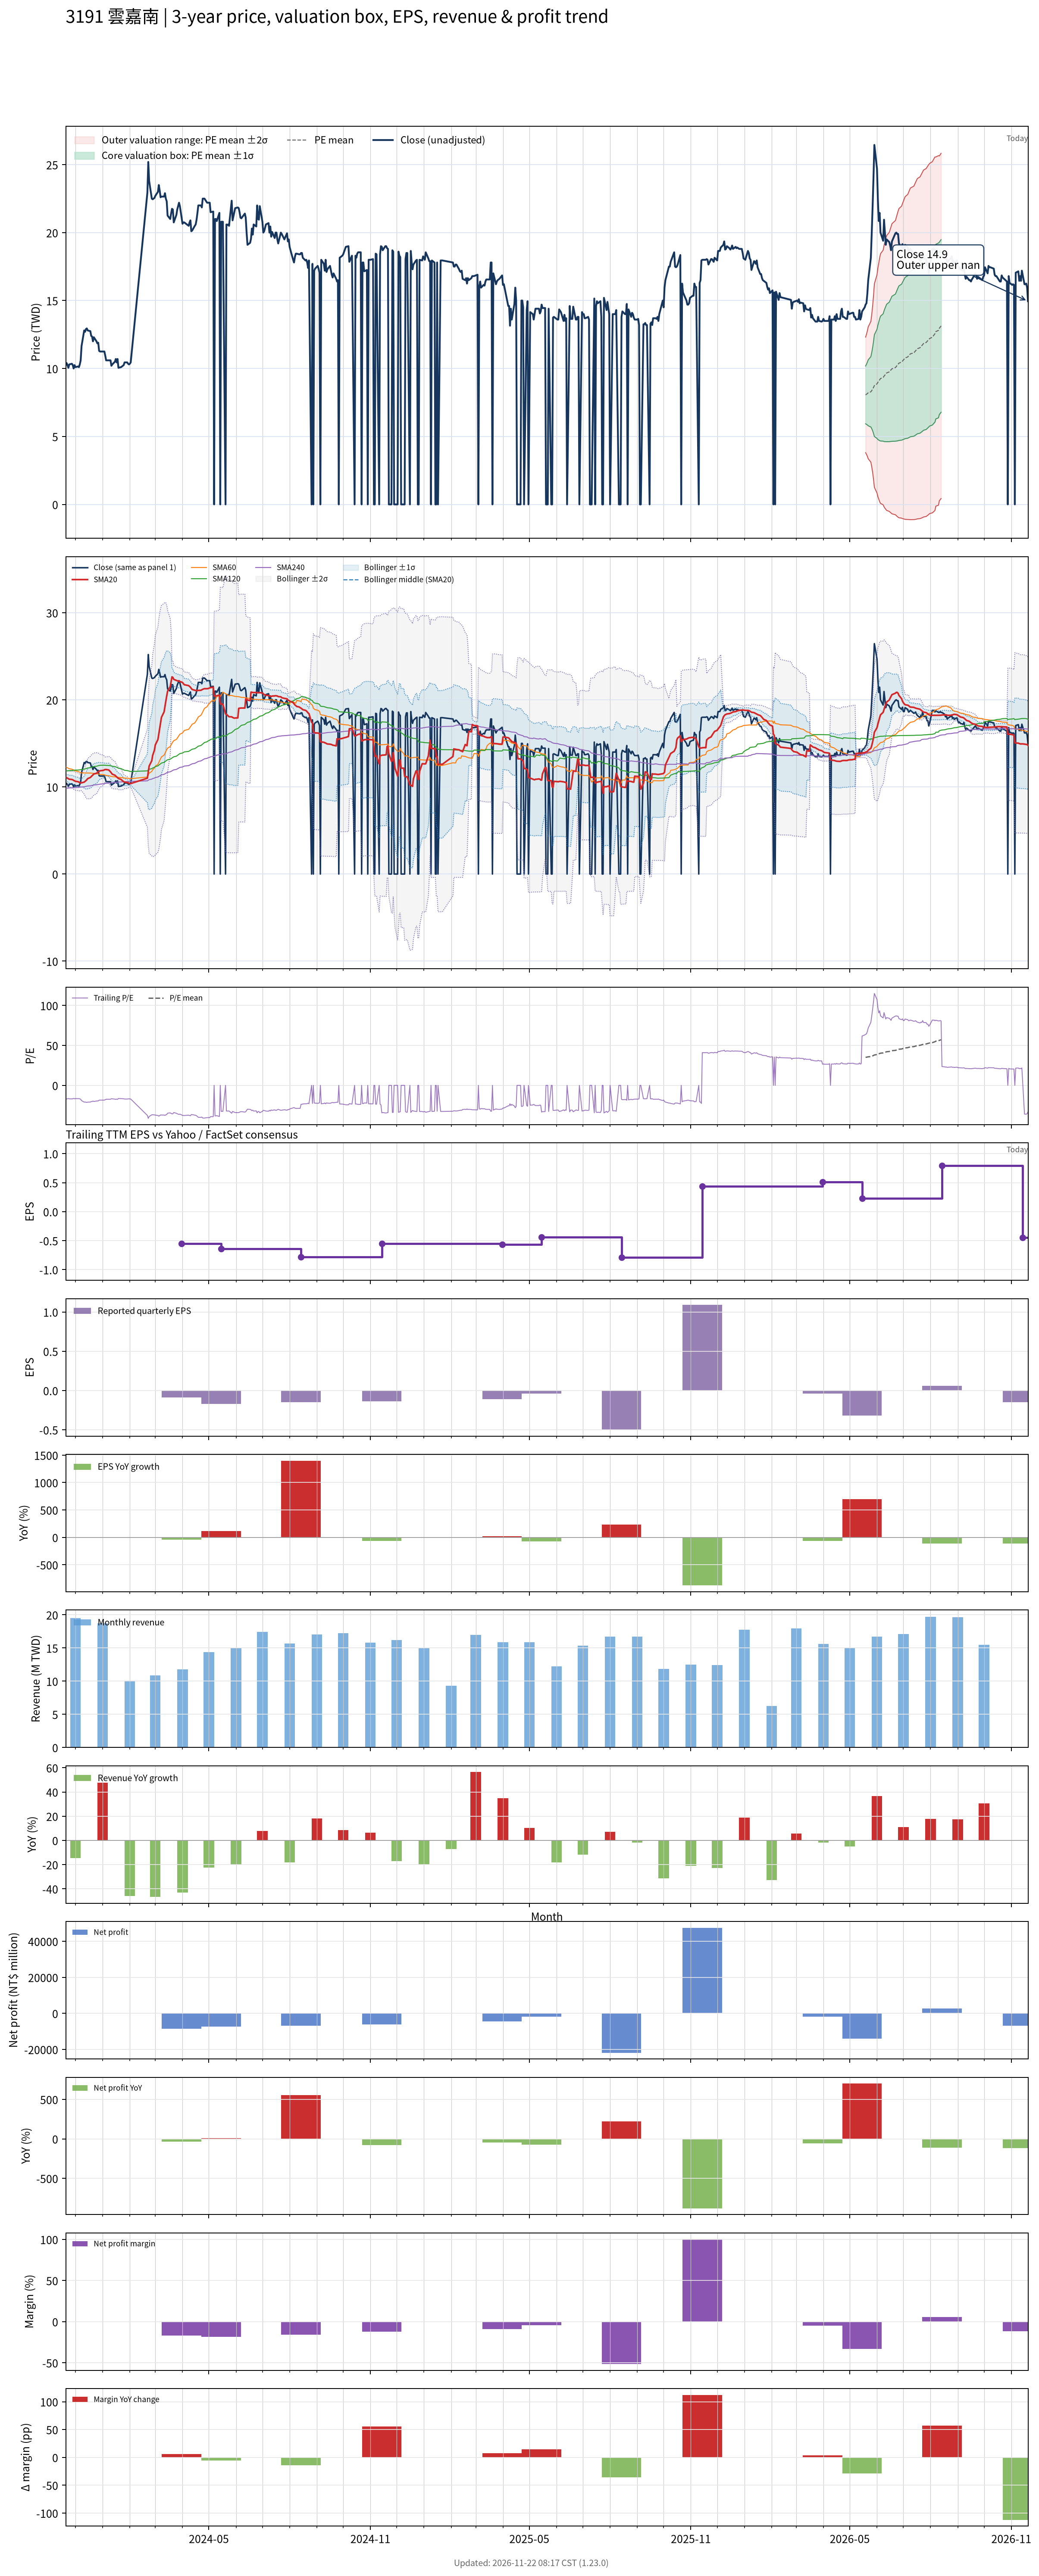 3191 雲嘉南 | 3-year price, valuation box, EPS, revenue & profit trend
Outer valuation range: PE mean ±2σ
Core valuation box: PE mean ±1σ
PE mean
Close (unadjusted)
Today
Close 14.9
Outer upper nan
Price (TWD)
25
20
15
10
5
0
Close (same as panel 1)
SMA20
SMA60
SMA120
SMA240
Bollinger ±2σ
Bollinger ±1σ
Bollinger middle (SMA20)
Price
30
20
10
0
-10
Trailing P/E
P/E mean
P/E
100
50
0
Trailing TTM EPS vs Yahoo / FactSet consensus
Today
EPS
1.0
0.5
0.0
-0.5
-1.0
Reported quarterly EPS
EPS
1.0
0.5
0.0
-0.5
EPS YoY growth
YoY (%)
1500
1000
500
0
-500
Monthly revenue
Revenue (M TWD)
20
15
10
5
0
Revenue YoY growth
YoY (%)
60
40
20
0
-20
-40
Month
Net profit
Net profit (NT$ million)
40000
20000
0
-20000
Net profit YoY
YoY (%)
500
0
-500
Net profit margin
Margin (%)
100
50
0
-50
Margin YoY change
Δ margin (pp)
100
50
0
-50
-100
2024-05
2024-11
2025-05
2025-11
2026-05
2026-11
Updated: 2026-11-22 08:17 CST (1.23.0)